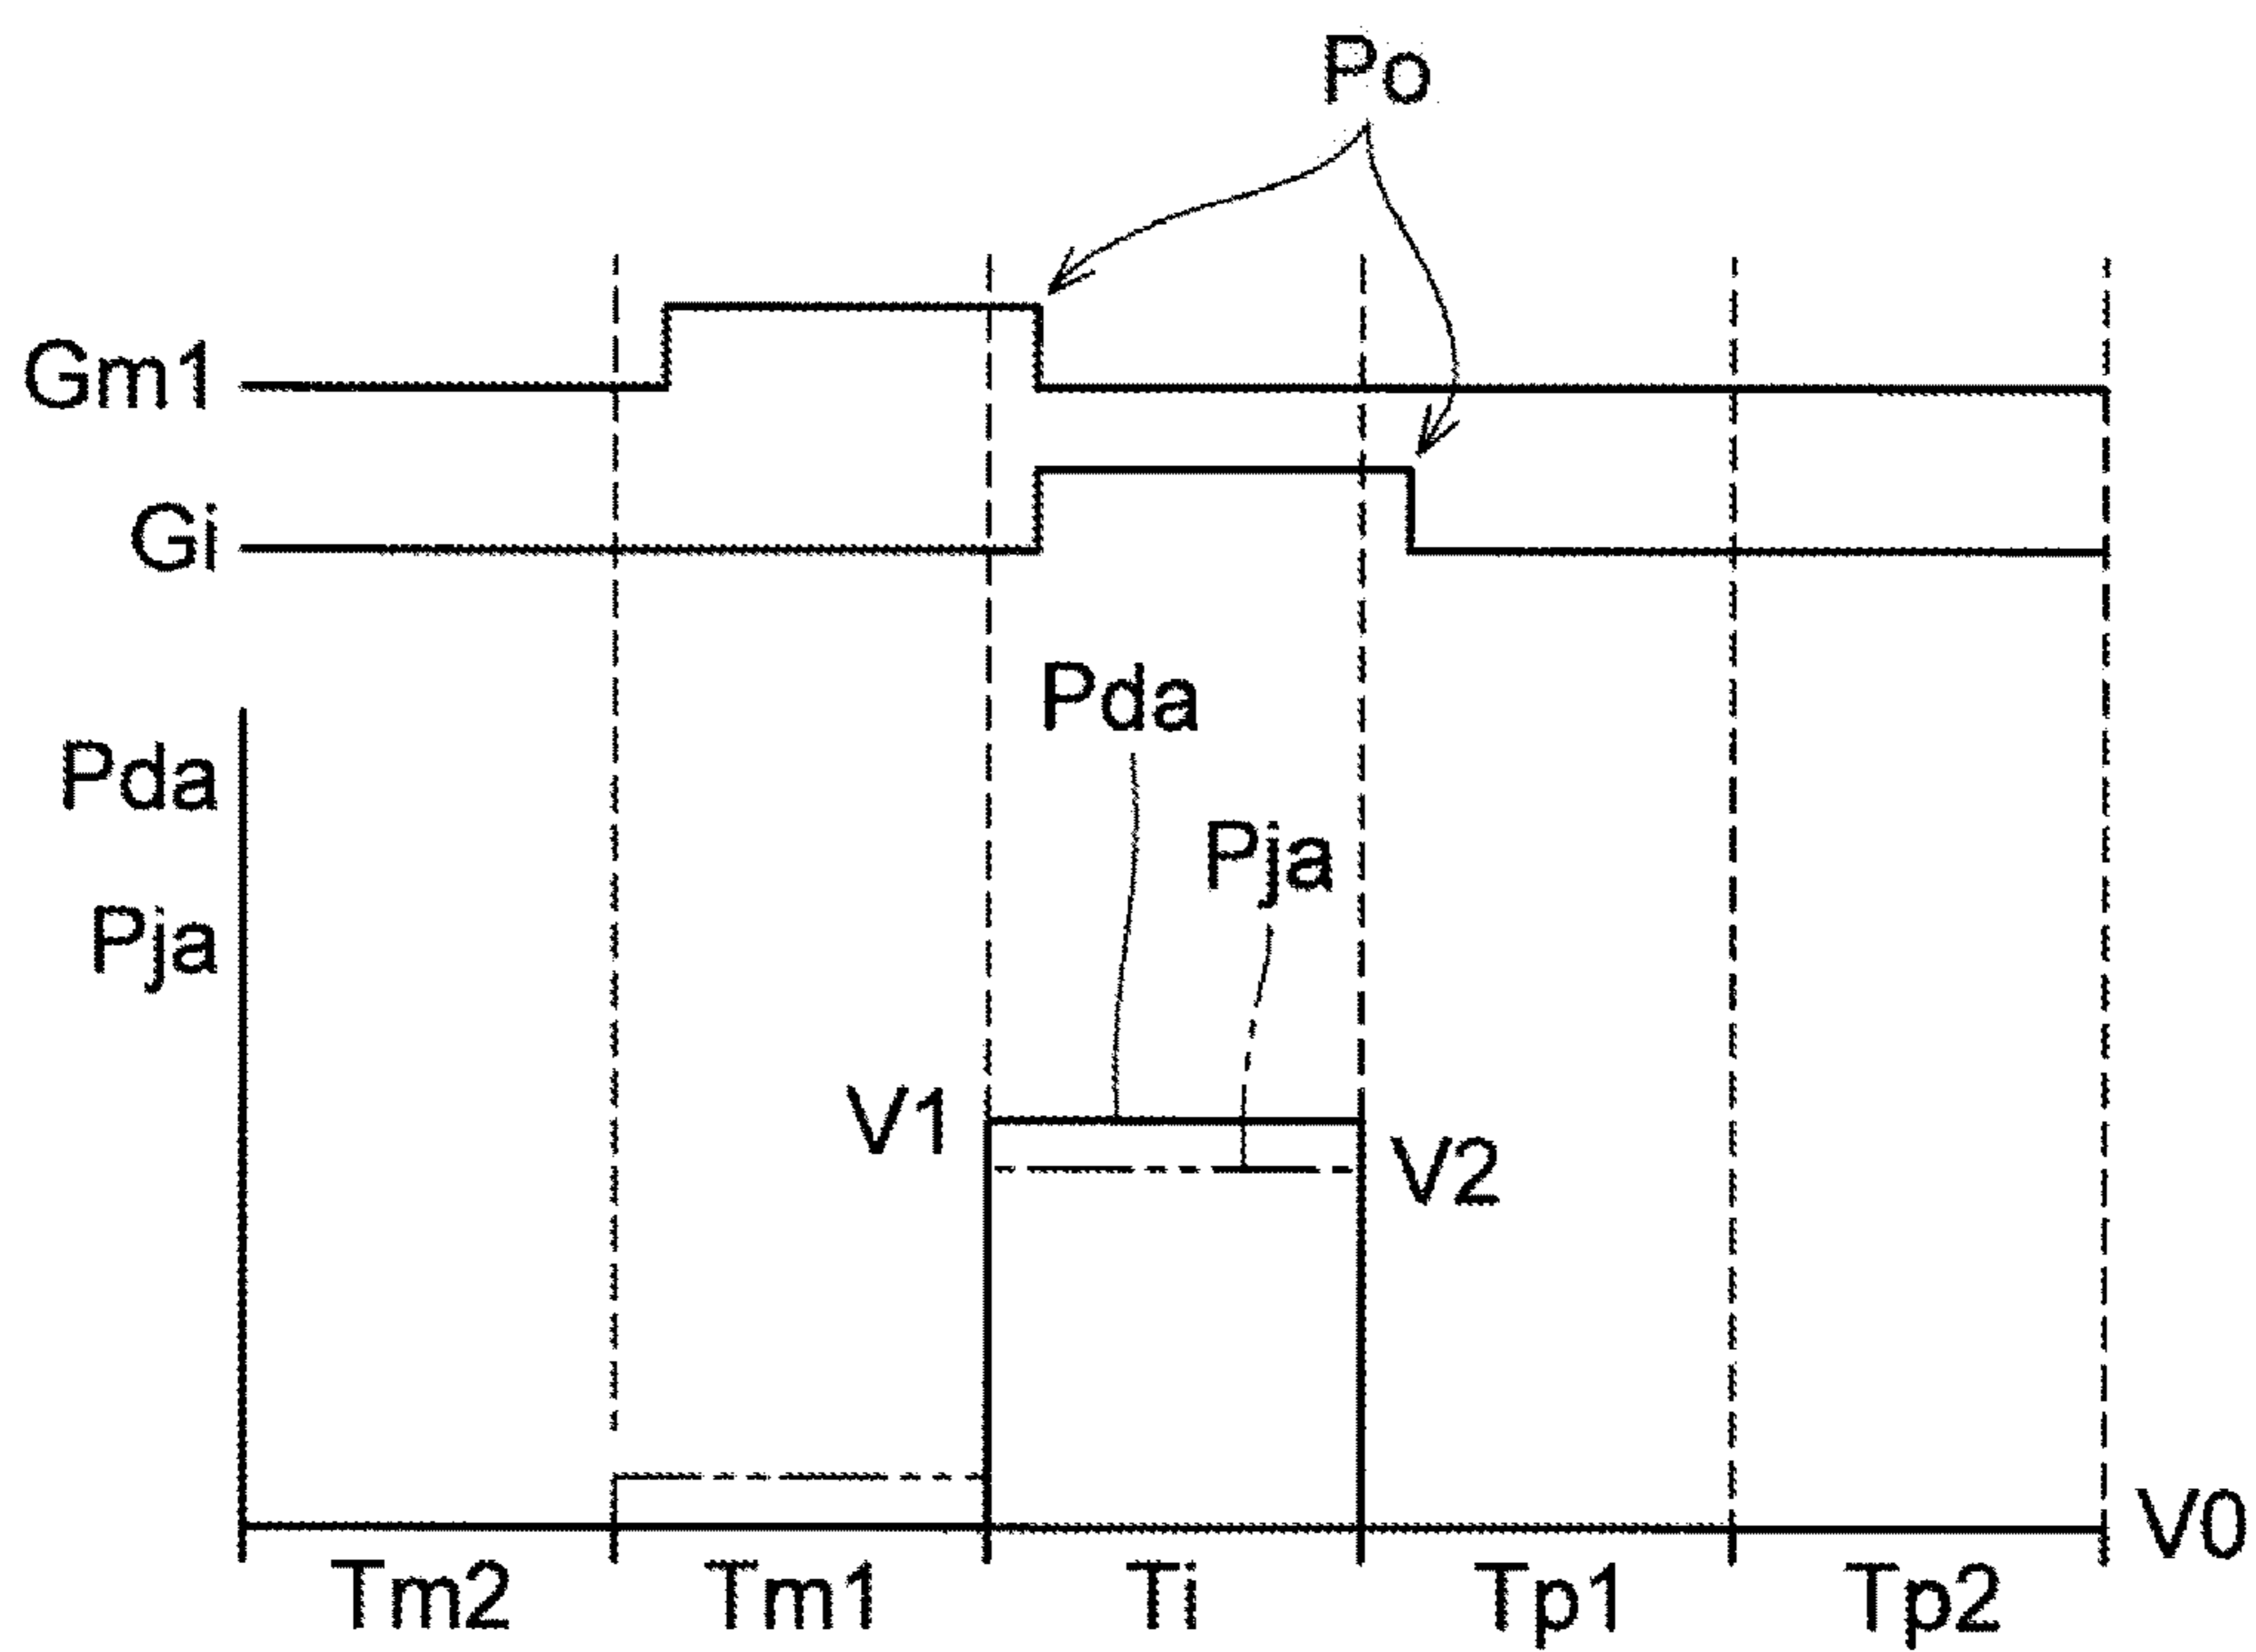 Po
Gm1
Gi
Pda
Pda
Pja
Pja
V1
V2
V0
Tm2 Tm1 Ti Tp1 Tp2